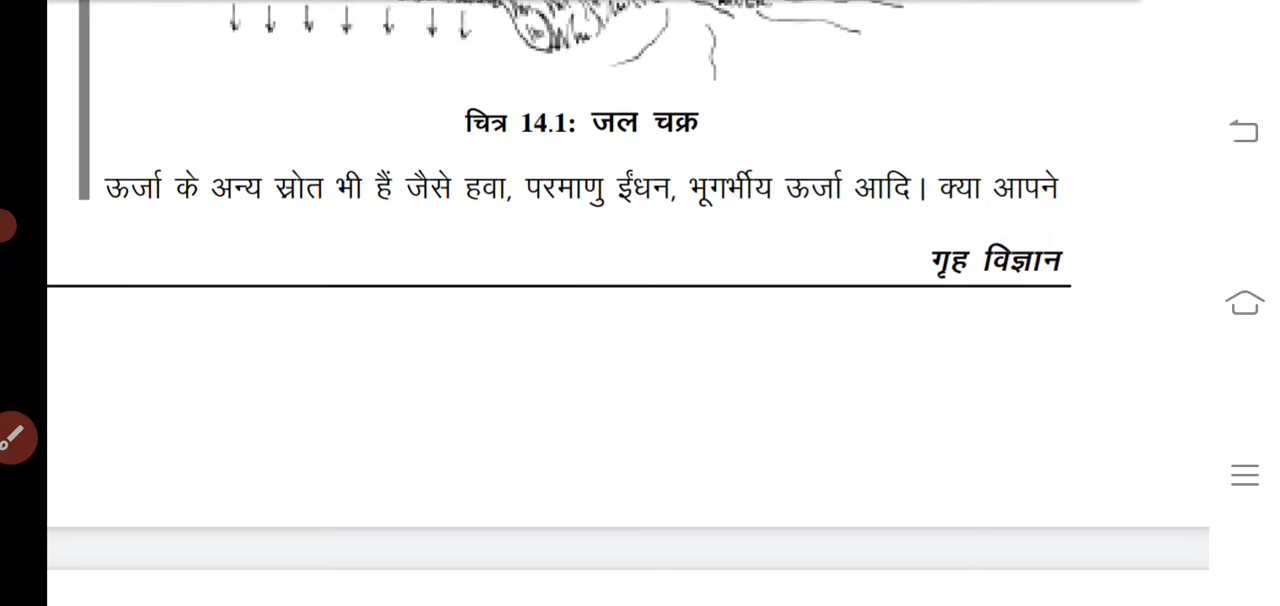 चित्र 14.1: जल चक्र
ऊर्जा के अन्य स्रोत भी हैं जैसे हवा, परमाणु ईंधन, भूगर्भीय ऊर्जा आदि। क्या आपने
गृह विज्ञान